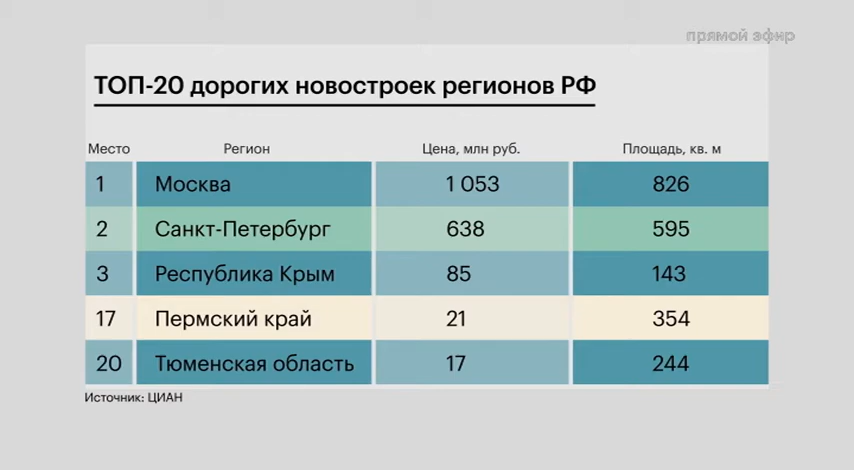 прямой эфир
ТОП-20 дорогих новостроек регионов РФ
Место Регион Цена, млн руб. Площадь, кв. м
1 Москва 1 053 826
2 Санкт-Петербург 638 595
3 Республика Крым 85 143
17 Пермский край 21 354
20 Тюменская область 17 244
Источник: ЦИАН